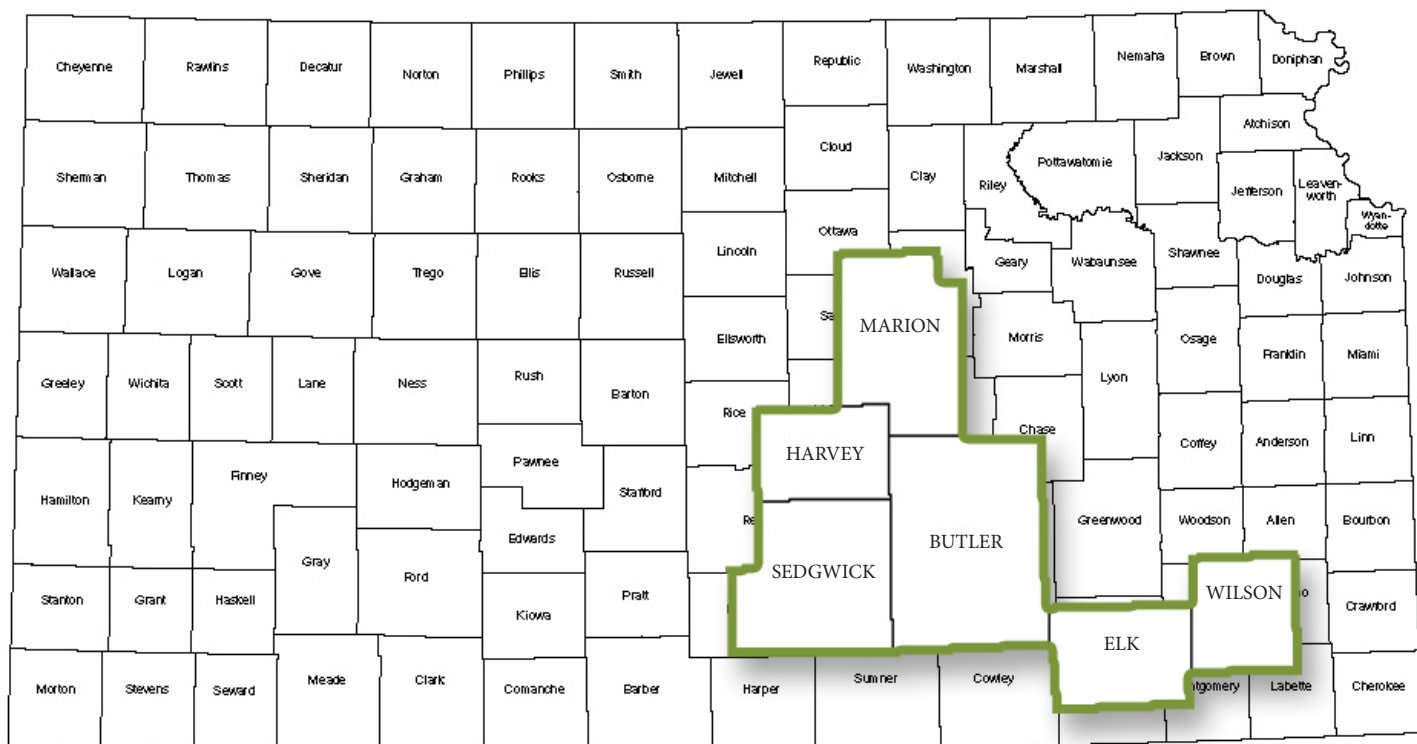 Cheyenne
Rawlins
Decatur
Norton
Phillips
Smith
Jewell
Republic
Washington
Marshall
Nemaha
Brown
Doniphan
Atchison
Cloud
Clay
Riley
Pottawatomie
Jackson
Jefferson
Leaven-
worth
Wyan-
dotte
Sherman
Thomas
Sheridan
Graham
Rooks
Osborne
Mitchell
Lincoln
Ottawa
Geary
Wabaunsee
Shawnee
Douglas
Johnson
Wallace
Logan
Gove
Trego
Ellis
Russell
Ellsworth
Sa
MARION
Morris
Lyon
Osage
Franklin
Miami
Greeley
Wichita
Scott
Lane
Ness
Rush
Barton
Rice
Chase
Coffey
Anderson
Linn
HARVEY
Hamilton
Kearny
Finney
Hodgeman
Pawnee
Stafford
Re
Greenwood
Woodson
Allen
Bourbon
Edwards
Gray
Ford
BUTLER
SEDGWICK
WILSON
o
Crawford
Stanton
Grant
Haskell
Kiowa
Pratt
ELK
Morton
Stevens
Seward
Meade
Clark
Comanche
Barber
Harper
Sumner
Cowley
ntgomery
Labette
Cherokee